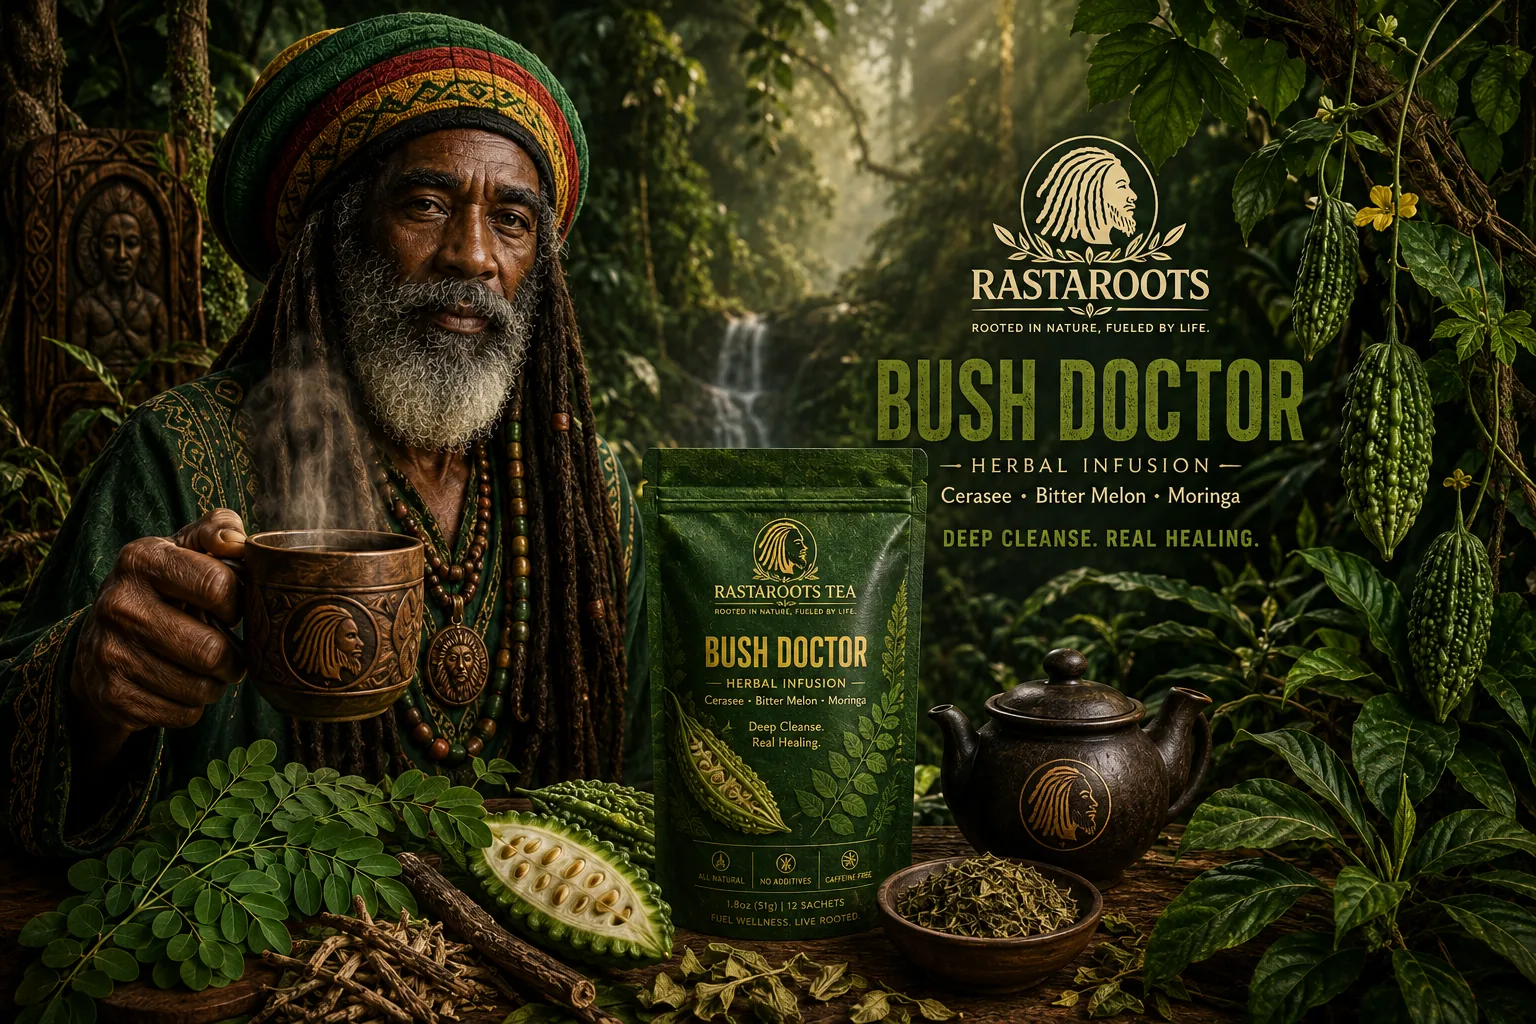 RASTAROOTS
ROOTED IN NATURE, FUELED BY LIFE.
BUSH DOCTOR
HERBAL INFUSION
Cerasee • Bitter Melon • Moringa
DEEP CLEANSE. REAL HEALING.
RASTAROOTS TEA
ROOTED IN NATURE, FUELED BY LIFE.
BUSH DOCTOR
HERBAL INFUSION
Cerasee • Bitter Melon • Moringa
Deep Cleanse.
Real Healing.
ALL NATURAL
NO ADDITIVES
CAFFEINE FREE
1.8oz (51g) | 12 SACHETS
FUEL WELLNESS. LIVE ROOTED.